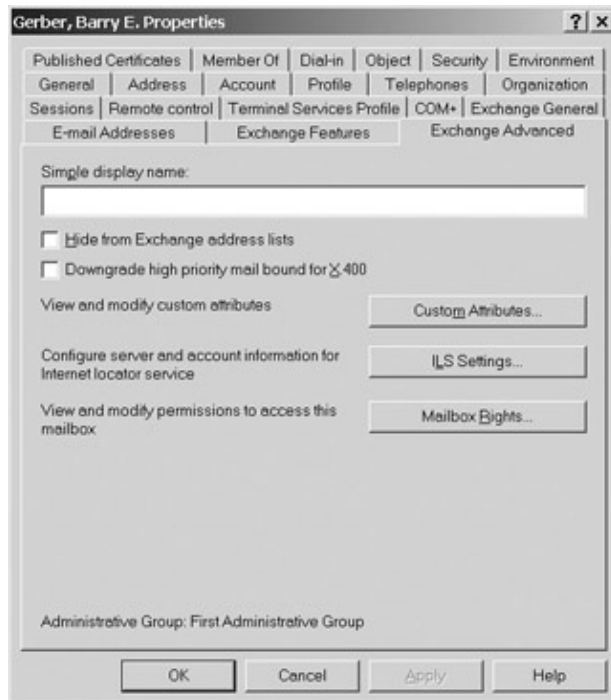 Gerber, Barry E. Properties
Published Certificates Member Of Dial-in Object Security Environment
General Address Account Profile Telephones Organization
Sessions Remote control Terminal Services Profile COM+ Exchange General
E-mail Addresses Exchange Features Exchange Advanced
Simple display name:
Hide from Exchange address lists
Downgrade high priority mail bound for X.400
View and modify custom attributes
Custom Attributes...
Configure server and account information for
Internet locator service
ILS Settings...
View and modify permissions to access this
mailbox
Mailbox Rights...
Administrative Group: First Administrative Group
OK Cancel Apply Help